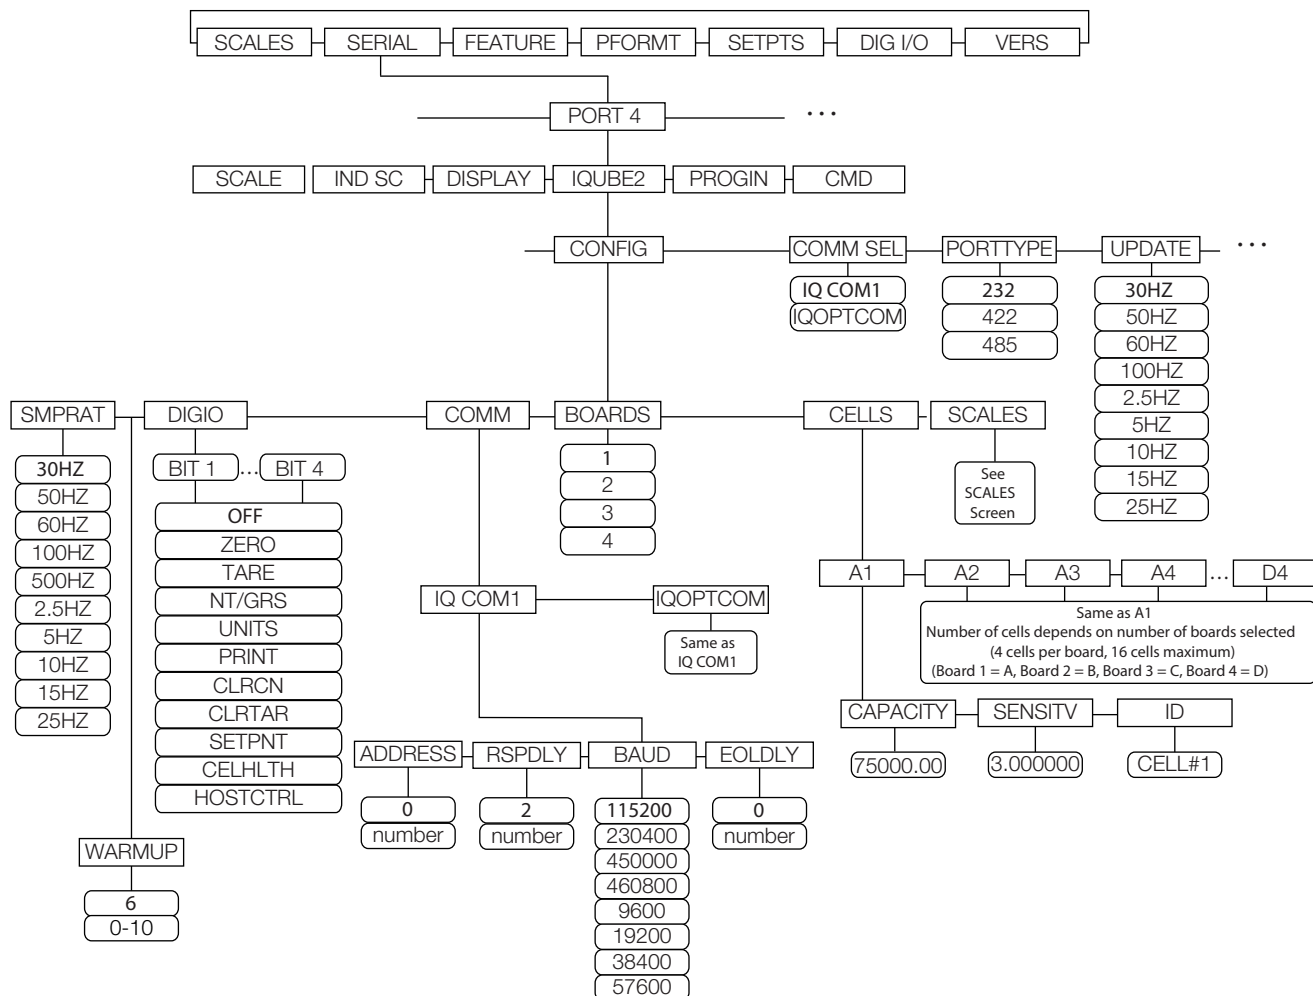 SCALES SERIAL FEATURE PFORMT SETPTS DIG I/O VERS
PORT 4 ...
SCALE IND SC DISPLAY IQUBE2 PROGIN CMD
CONFIG COMM SEL PORTTYPE UPDATE ...
IQ COM1 232 30HZ
IQOPTCOM 422 50HZ
485 60HZ
100HZ
2.5HZ
5HZ
10HZ
15HZ
25HZ
SMPRAT DIGIO COMM BOARDS CELLS SCALES
30HZ
50HZ
60HZ
100HZ
500HZ
2.5HZ
5HZ
10HZ
15HZ
25HZ
BIT 1 ... BIT 4
OFF
ZERO
TARE
NT/GRS
UNITS
PRINT
CLRCN
CLRTAR
SETPNT
CELHLTH
HOSTCTRL
1
2
3
4
See
SCALES
Screen
A1 A2 A3 A4 ... D4
Same as A1
Number of cells depends on number of boards selected
(4 cells per board, 16 cells maximum)
(Board 1 = A, Board 2 = B, Board 3 = C, Board 4 = D)
IQ COM1 IQOPTCOM
Same as
IQ COM1
CAPACITY SENSITV ID
75000.00 3.000000 CELL#1
ADDRESS RSPDLY BAUD EOLDLY
0 2 115200 0
number number 230400 number
450000
460800
9600
19200
38400
57600
WARMUP
6
0-10